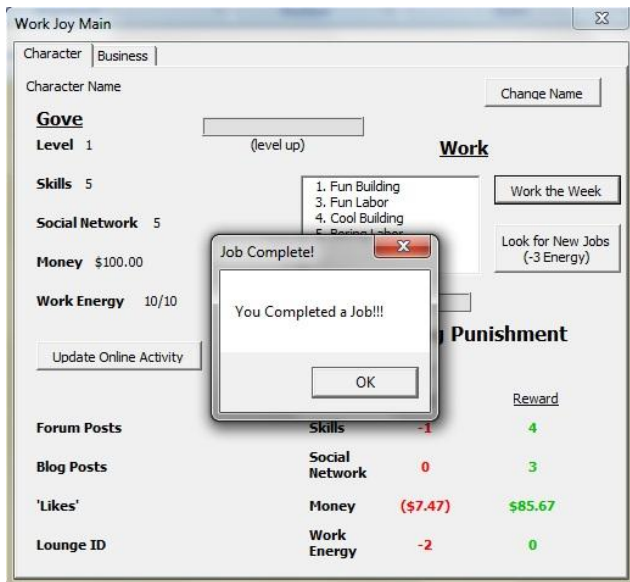 Work Joy Main
Character
Business
Character Name
Change Name
Gove
Level 1
(level up)
Work
Skills 5
1. Fun Building
3. Fun Labor
4. Cool Building
Work the Week
Social Network 5
Look for New Jobs
(-3 Energy)
Money $100.00
Work Energy 10/10
Job Complete!
You Completed a Job!!!
OK
Punishment
Update Online Activity
Reward
Forum Posts
Skills -1 4
Blog Posts
Social
Network 0 3
'Likes'
Money ($7.47) $85.67
Lounge ID
Work
Energy -2 0